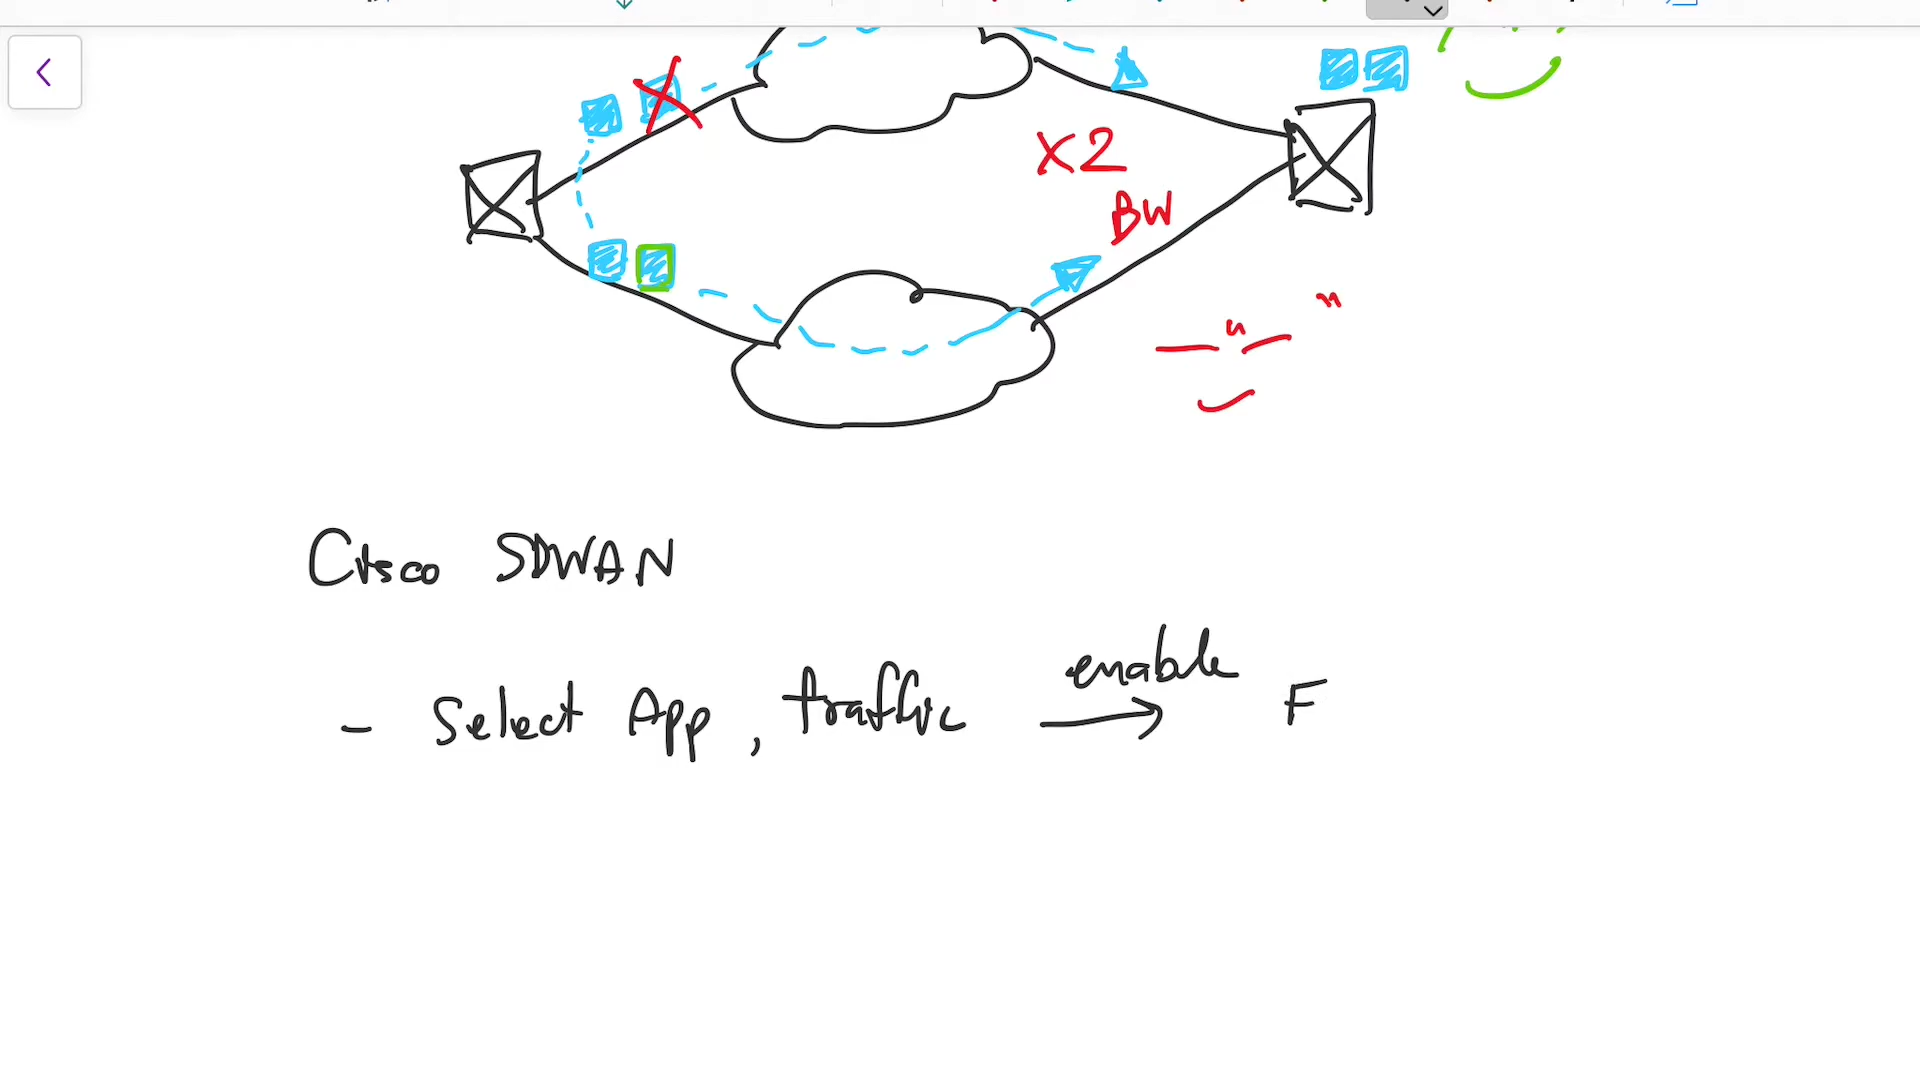 X2
BW
Cisco SDWAN
- Select App, traffic enable → F